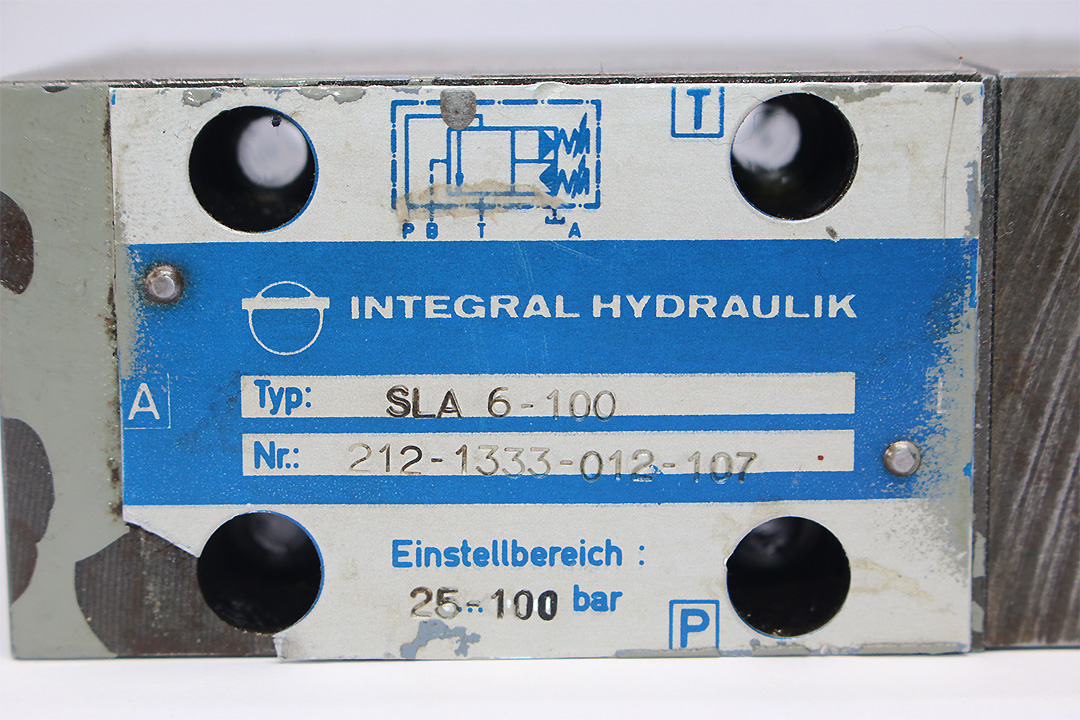 T
P B T A
INTEGRAL HYDRAULIK
A
Typ: SLA 6-100
Nr.: 212-1333-012-107
Einstellbereich :
25-100 bar
P